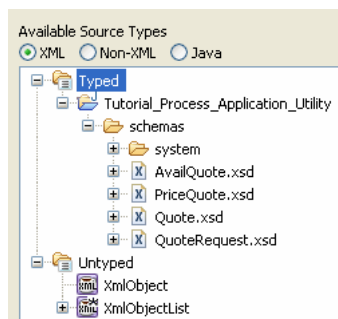 Available Source Types
XML Non-XML Java
Typed
Tutorial_Process_Application_Utility
schemas
system
AvailQuote.xsd
PriceQuote.xsd
Quote.xsd
QuoteRequest.xsd
Untyped
XmlObject
XmlObjectList